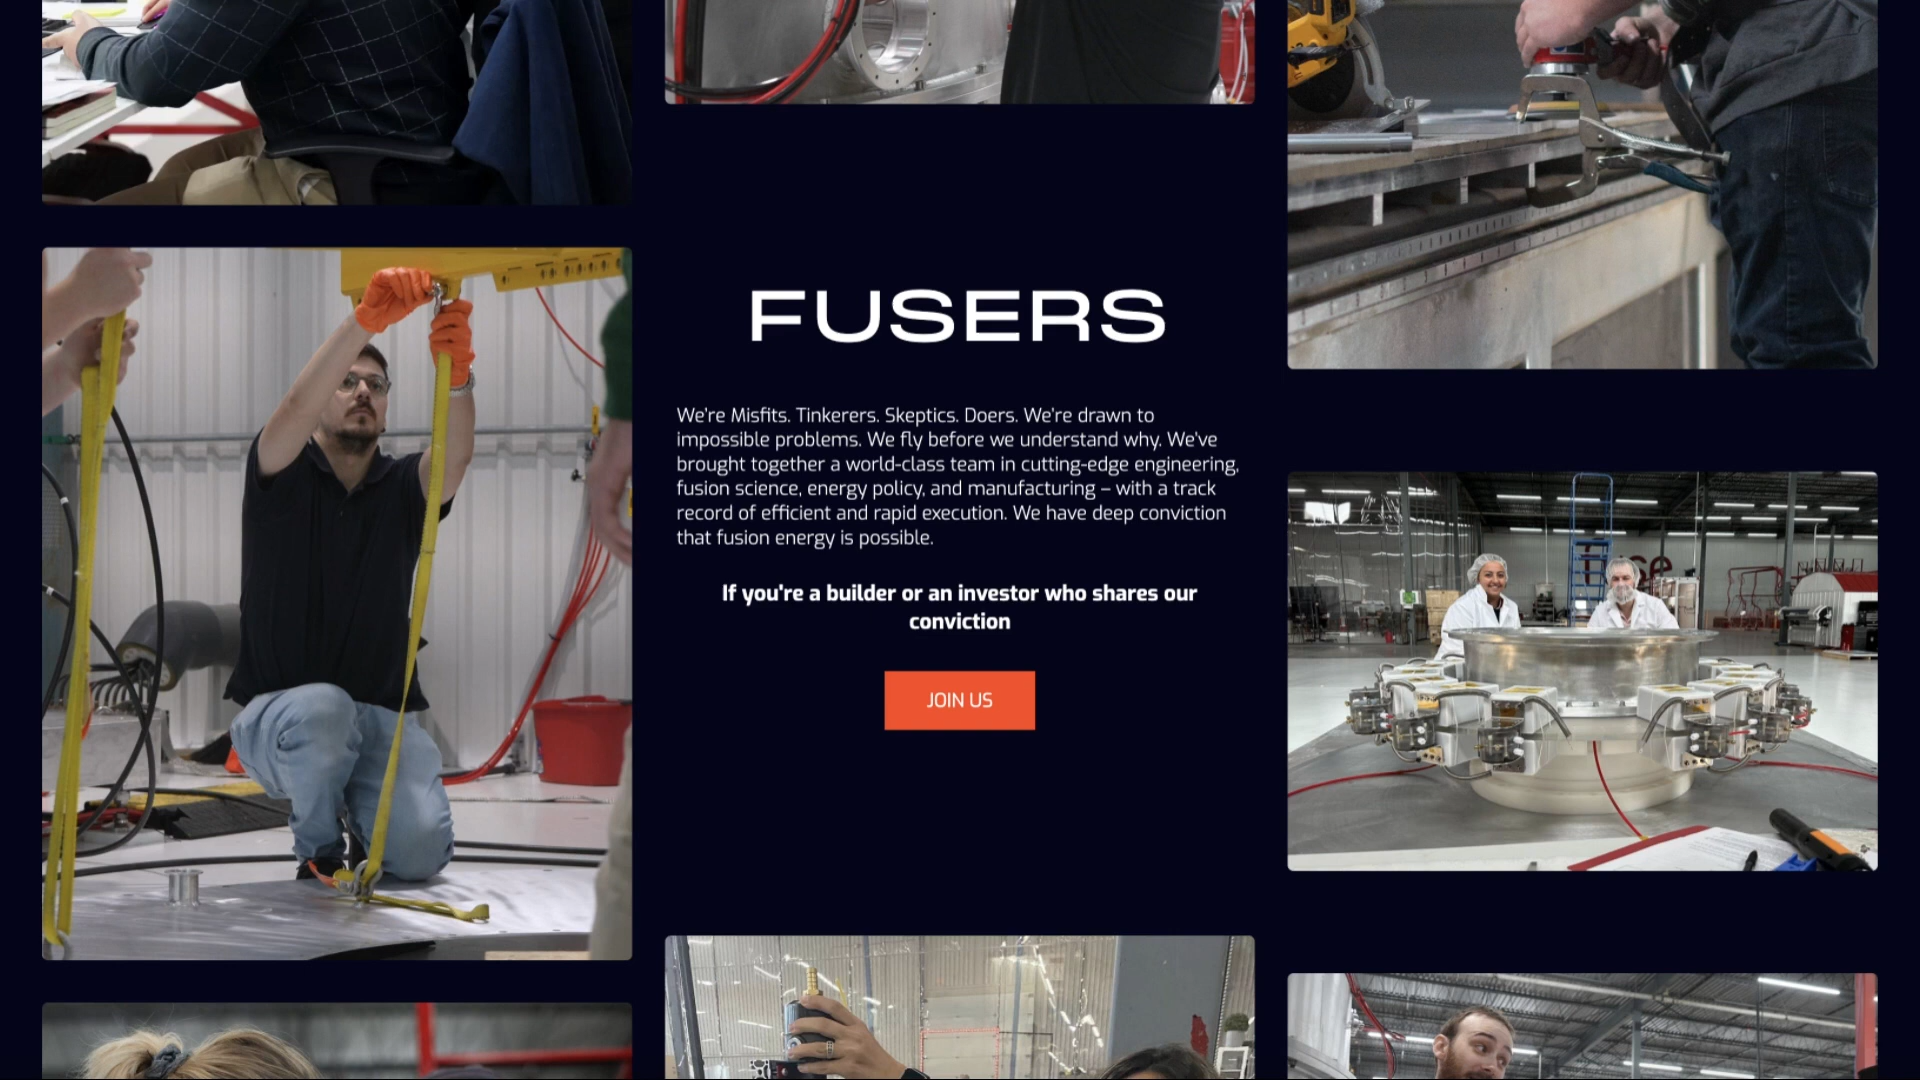 FUSERS
We're Misfits. Tinkerers. Skeptics. Doers. We're drawn to
impossible problems. We fly before we understand why. We've
brought together a world-class team in cutting-edge engineering,
fusion science, energy policy, and manufacturing – with a track
record of efficient and rapid execution. We have deep conviction
that fusion energy is possible.
If you're a builder or an investor who shares our
conviction
JOIN US